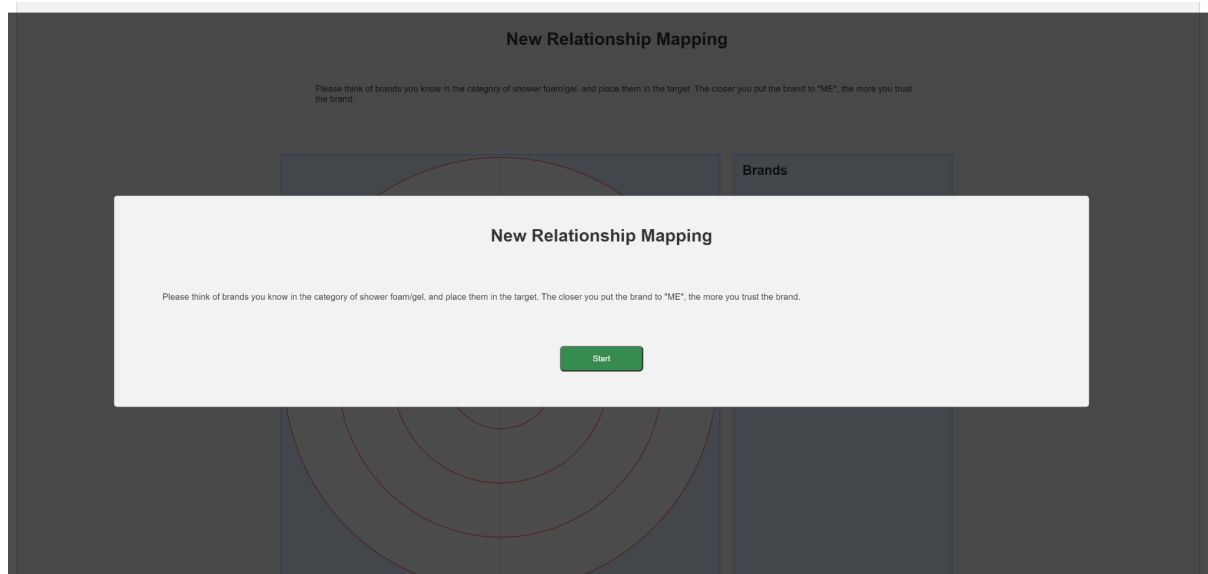 New Relationship Mapping
Please think of brands you know in the category of shower foam/gel, and place them in the target. The closer you put the brand to "ME", the more you trust
the brand.
Brands
New Relationship Mapping
Please think of brands you know in the category of shower foam/gel, and place them in the target. The closer you put the brand to "ME", the more you trust the brand.
Start